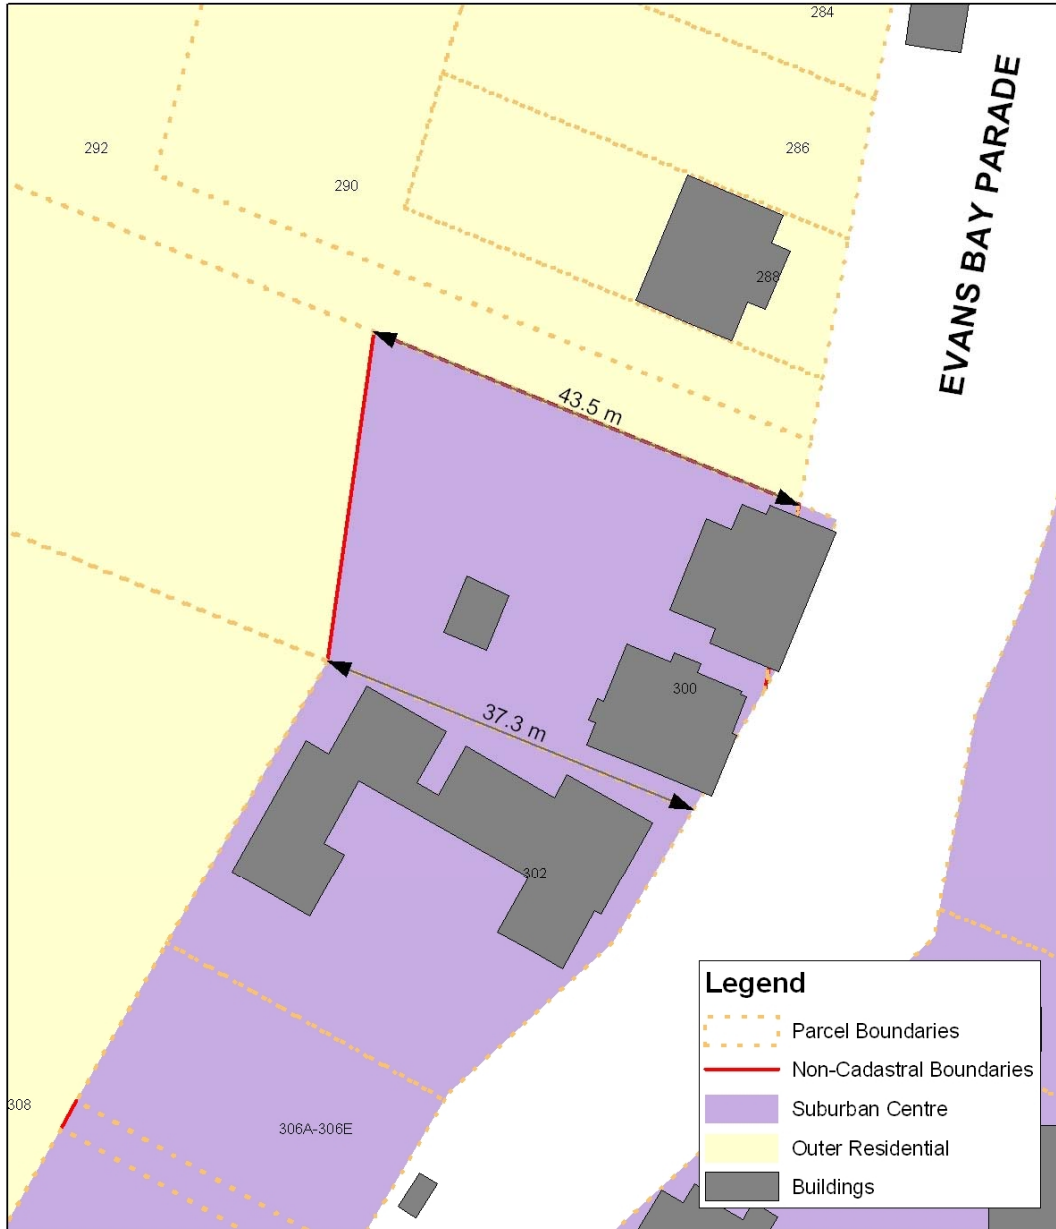 284
EVANS BAY PARADE
292
286
290
288
43.5 m
300
37.3 m
302
308
306A-306E
Legend
Parcel Boundaries
Non-Cadastral Boundaries
Suburban Centre
Outer Residential
Buildings